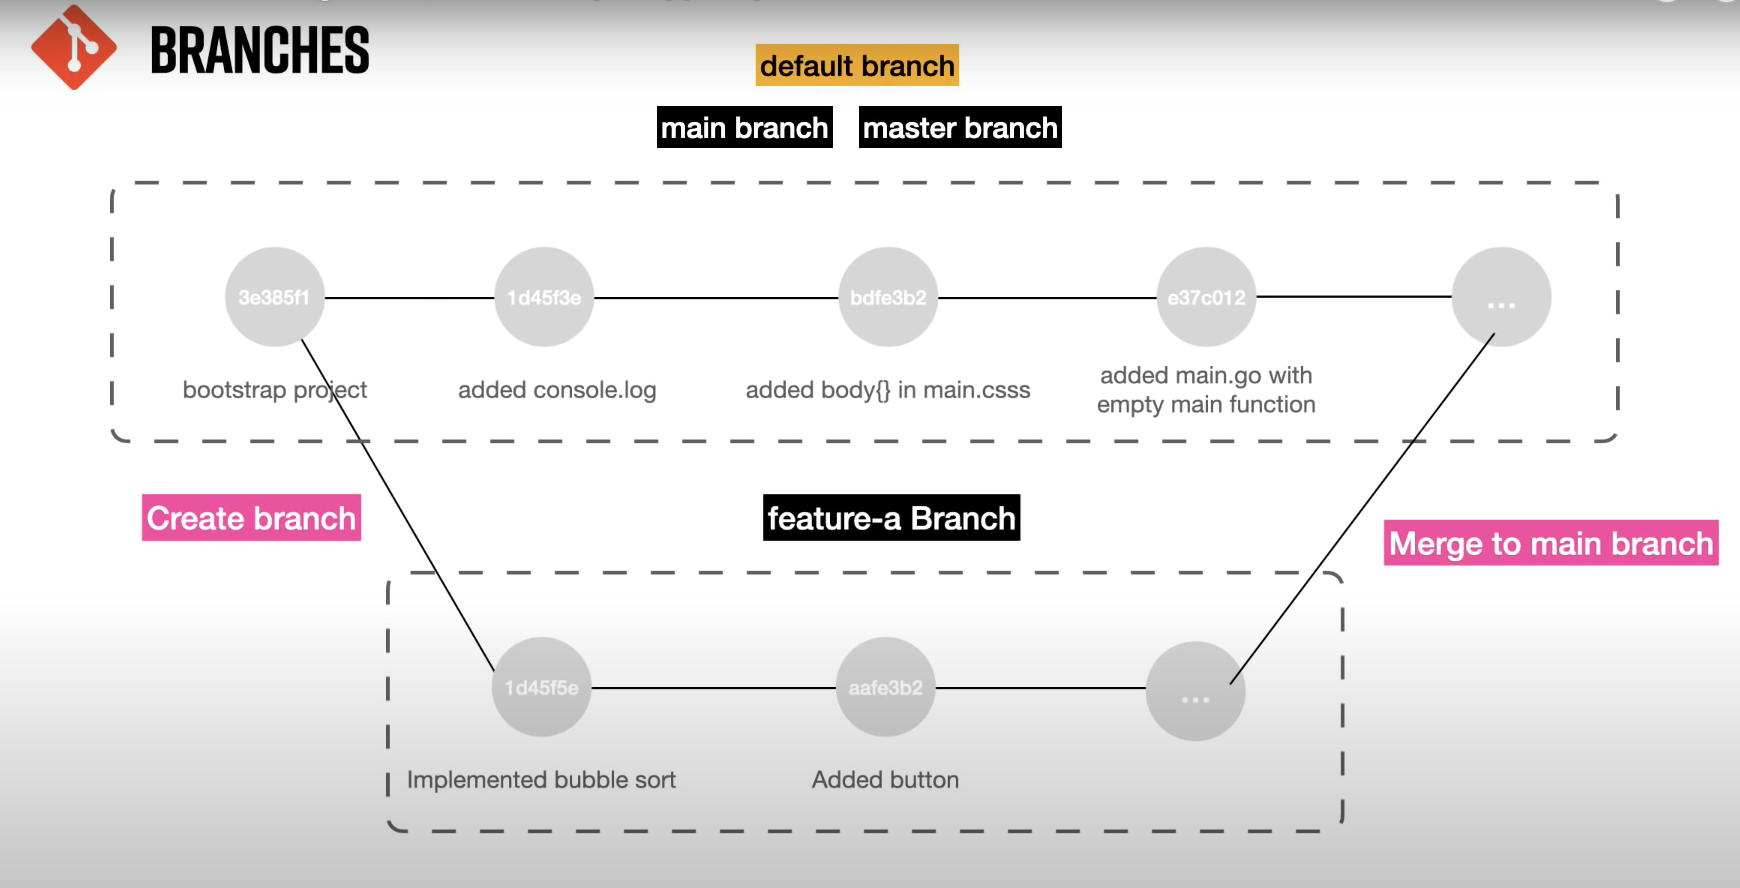 BRANCHES
default branch
main branch
master branch
3e385f1
1d45f3e
bdfe3b2
e37c012
...
bootstrap project
added console.log
added body{} in main.csss
added main.go with
empty main function
Create branch
feature-a Branch
Merge to main branch
1d45f5e
aafe3b2
...
Implemented bubble sort
Added button